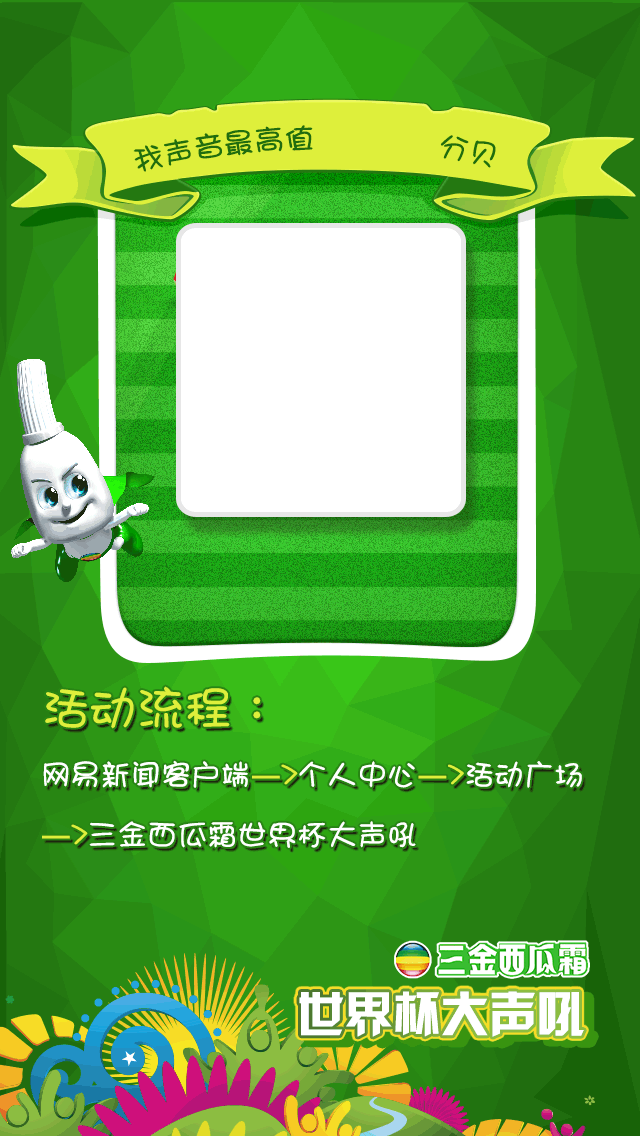 我声音最高值 分贝
活动流程：
网易新闻客户端—>个人中心—>活动广场
—>三金西瓜霜世界杯大声吼
三金西瓜霜
世界杯大声吼